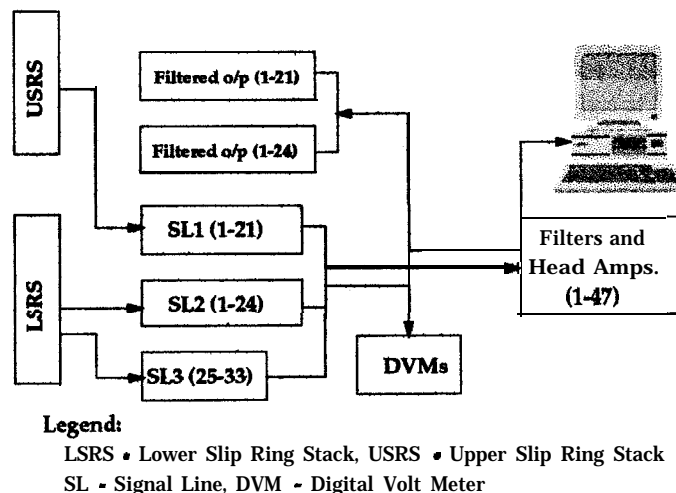 USRS
Filtered o/p (1-21)
Filtered o/p (1-24)
LSRS
SL1 (1-21)
SL2 (1-24)
SL3 (25-33)
DVMs
Filters and
Head Amps.
(1-47)
Legend:
LSRS • Lower Slip Ring Stack, USRS • Upper Slip Ring Stack
SL - Signal Line, DVM - Digital Volt Meter